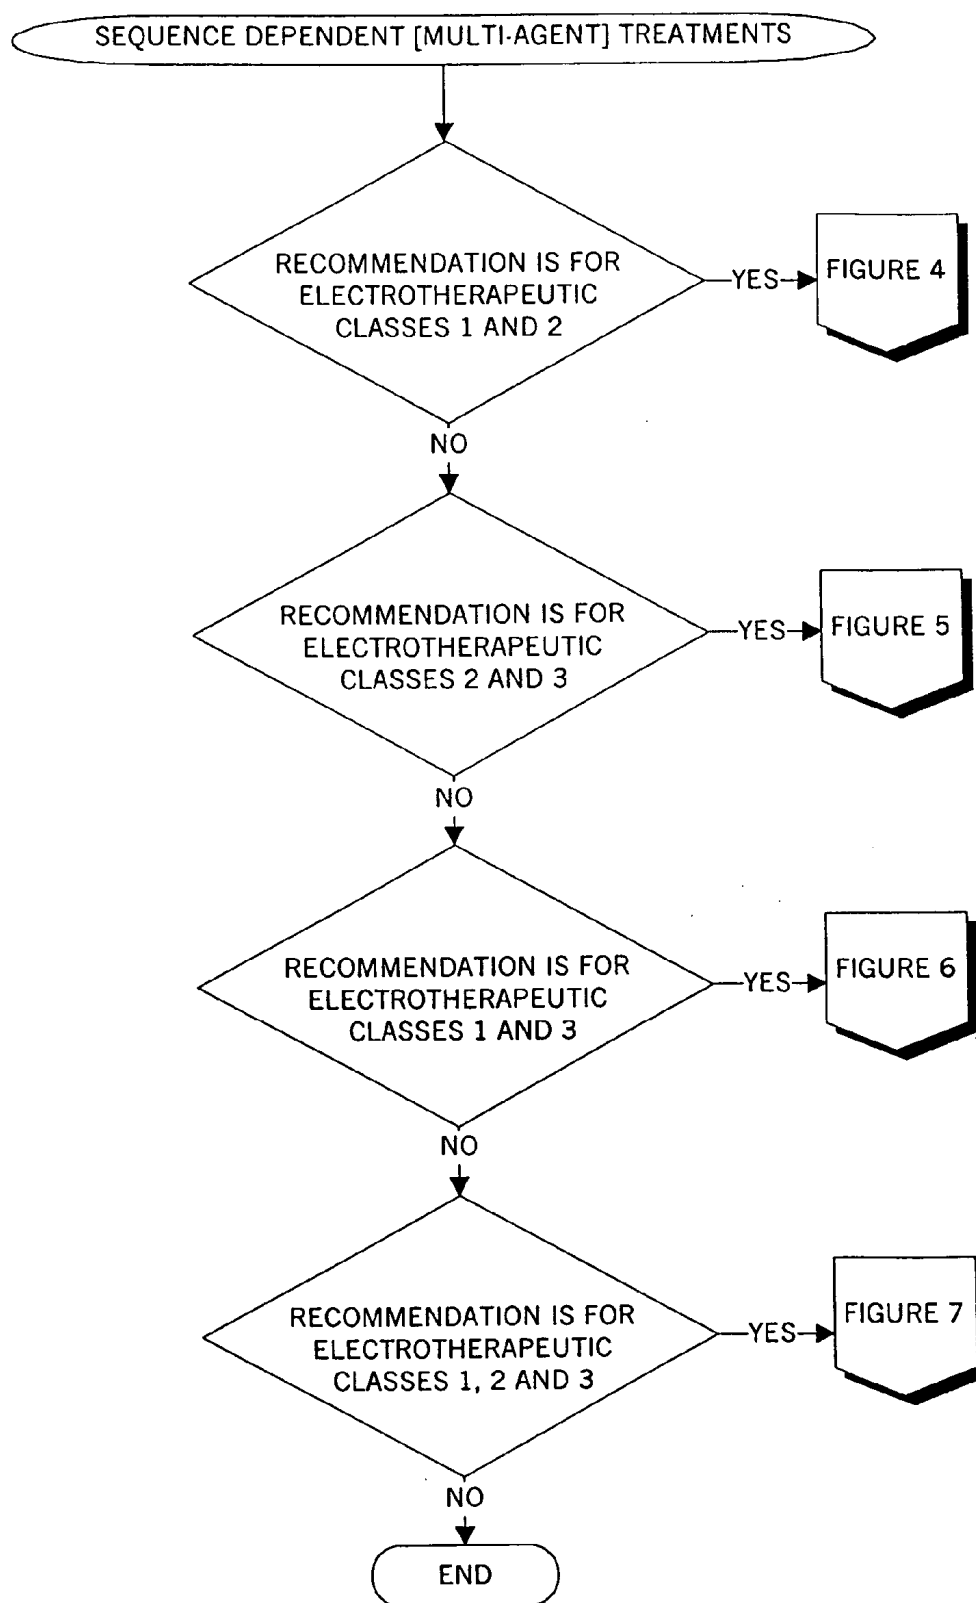 SEQUENCE DEPENDENT [MULTI-AGENT] TREATMENTS
RECOMMENDATION IS FOR
ELECTROTHERAPEUTIC
CLASSES 1 AND 2
YES
FIGURE 4
NO
RECOMMENDATION IS FOR
ELECTROTHERAPEUTIC
CLASSES 2 AND 3
YES
FIGURE 5
NO
RECOMMENDATION IS FOR
ELECTROTHERAPEUTIC
CLASSES 1 AND 3
YES
FIGURE 6
NO
RECOMMENDATION IS FOR
ELECTROTHERAPEUTIC
CLASSES 1, 2 AND 3
YES
FIGURE 7
NO
END